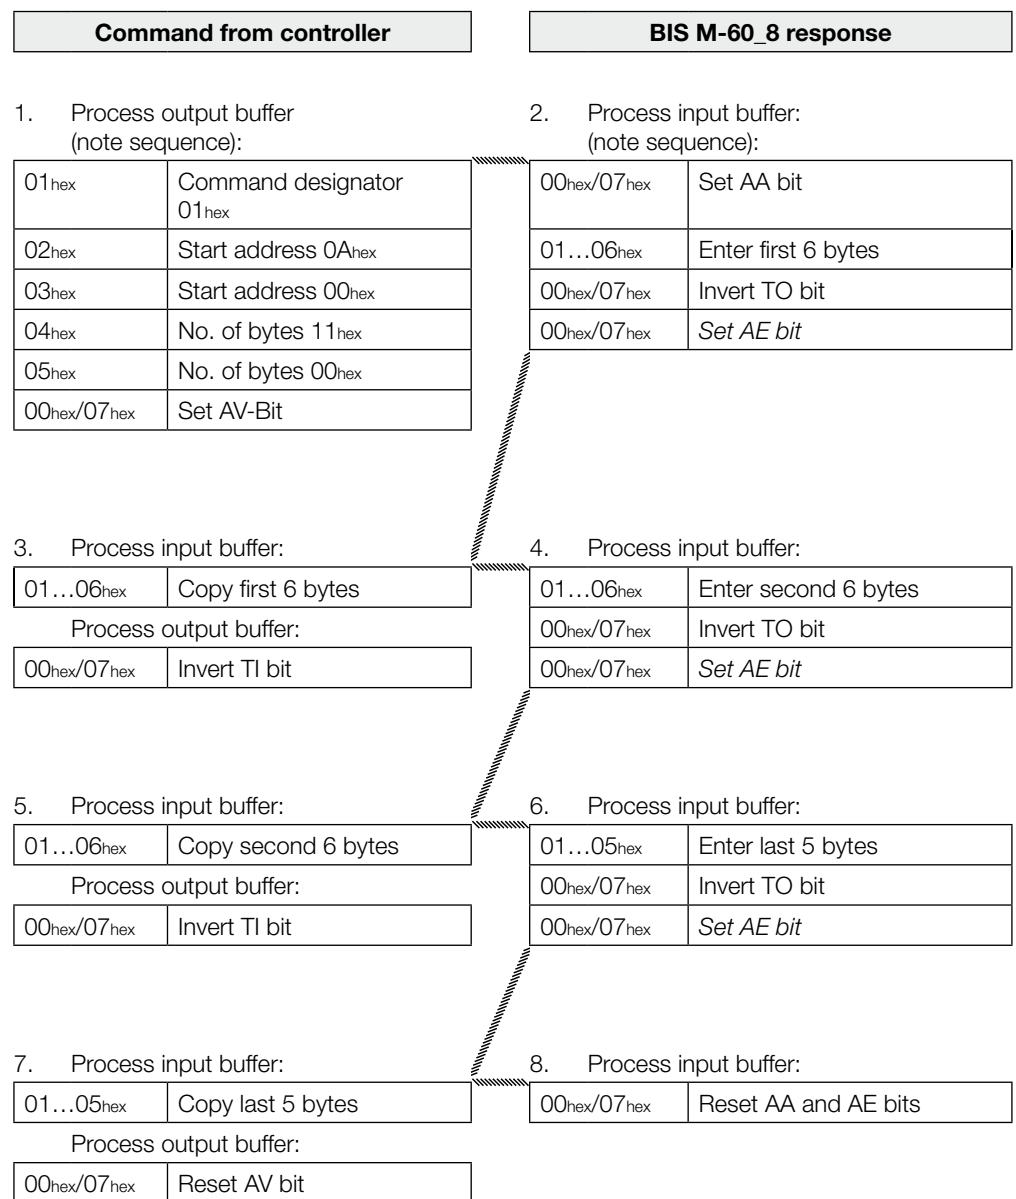 Command from controller
BIS M-60_8 response
1. Process output buffer
(note sequence):
01hex Command designator
01hex
02hex Start address 0Ahex
03hex Start address 00hex
04hex No. of bytes 11hex
05hex No. of bytes 00hex
00hex/07hex Set AV-Bit
2. Process input buffer:
(note sequence):
00hex/07hex Set AA bit
01…06hex Enter first 6 bytes
00hex/07hex Invert TO bit
00hex/07hex Set AE bit
3. Process input buffer:
01…06hex Copy first 6 bytes
Process output buffer:
00hex/07hex Invert TI bit
4. Process input buffer:
01…06hex Enter second 6 bytes
00hex/07hex Invert TO bit
00hex/07hex Set AE bit
5. Process input buffer:
01…06hex Copy second 6 bytes
Process output buffer:
00hex/07hex Invert TI bit
6. Process input buffer:
01…05hex Enter last 5 bytes
00hex/07hex Invert TO bit
00hex/07hex Set AE bit
7. Process input buffer:
01…05hex Copy last 5 bytes
Process output buffer:
00hex/07hex Reset AV bit
8. Process input buffer:
00hex/07hex Reset AA and AE bits